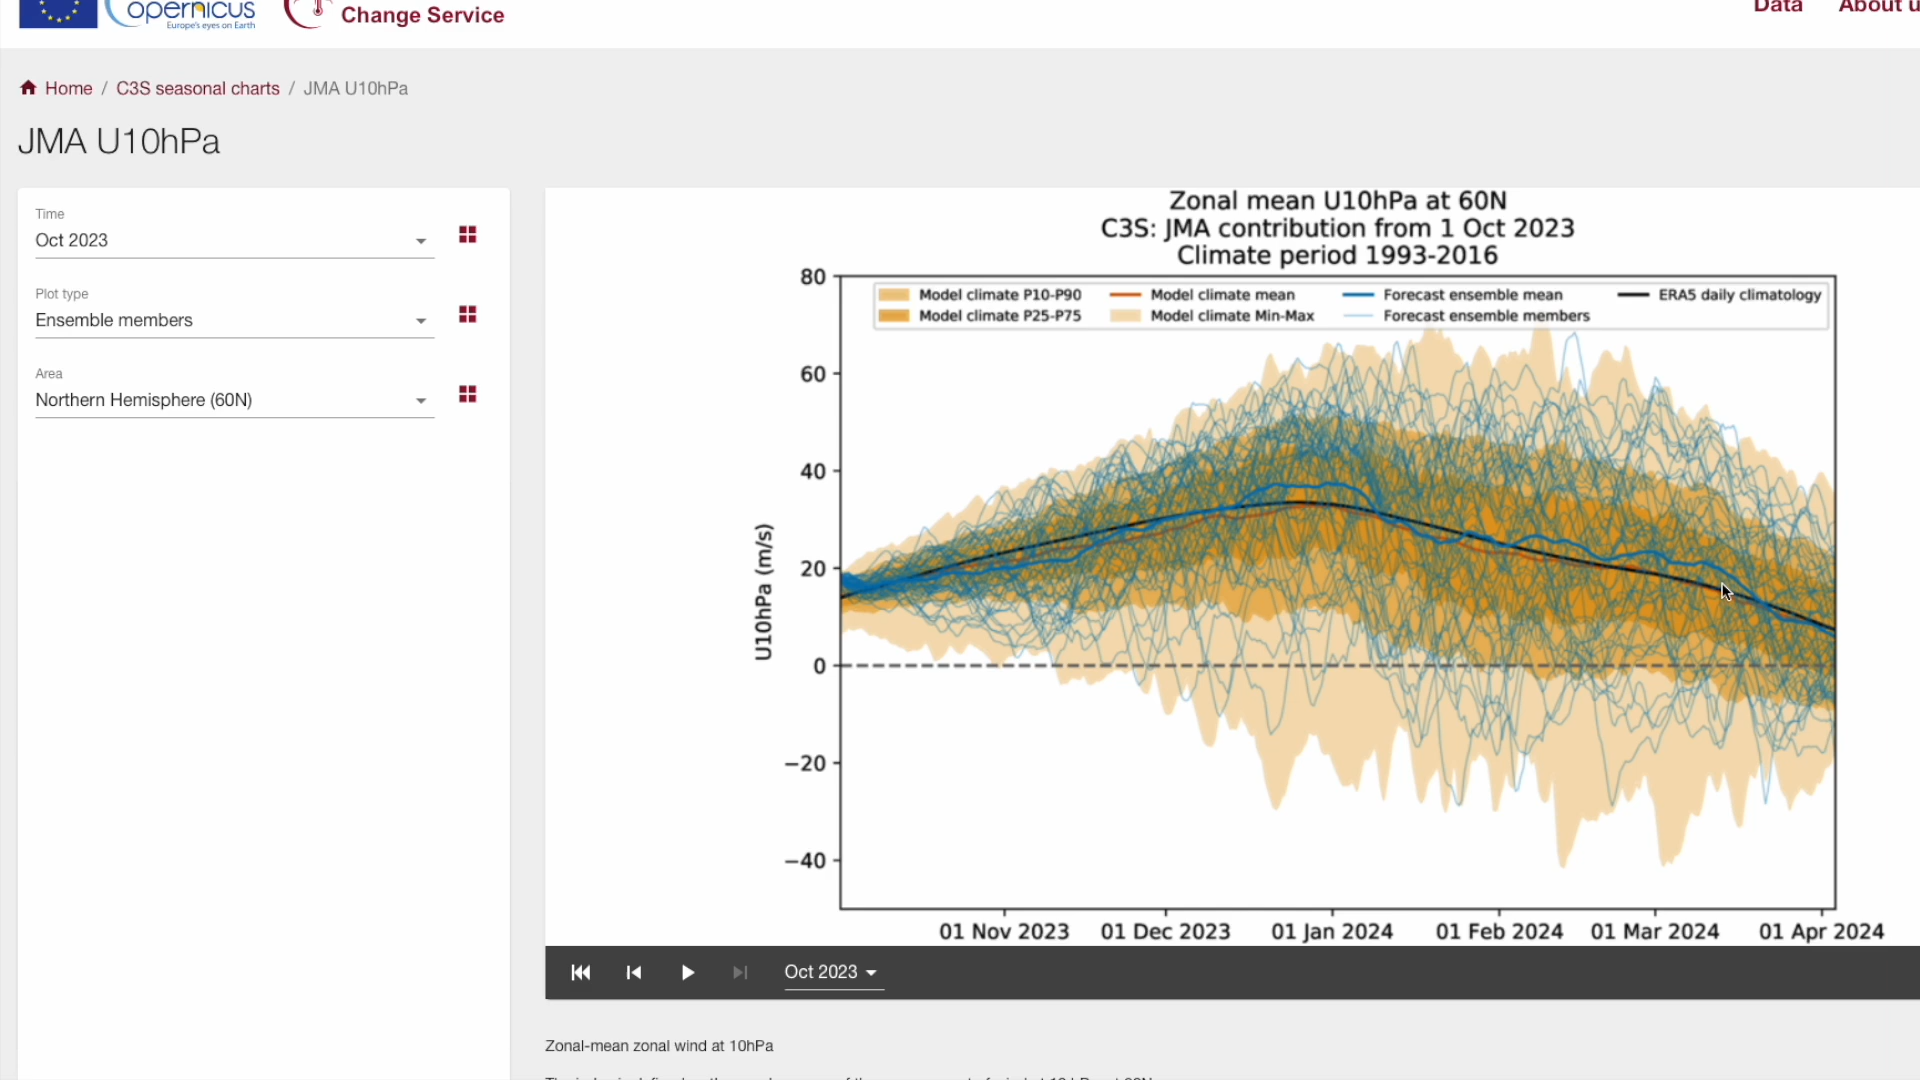 opernicus
Europe's eyes on Earth
Change Service
Data
About u
Home / C3S seasonal charts / JMA U10hPa
JMA U10hPa
Time
Oct 2023
Plot type
Ensemble members
Area
Northern Hemisphere (60N)
Zonal mean U10hPa at 60N
C3S: JMA contribution from 1 Oct 2023
Climate period 1993-2016
Model climate P10-P90
Model climate mean
Forecast ensemble mean
ERA5 daily climatology
Model climate P25-P75
Model climate Min-Max
Forecast ensemble members
80
60
40
20
0
−20
−40
U10hPa (m/s)
01 Nov 2023
01 Dec 2023
01 Jan 2024
01 Feb 2024
01 Mar 2024
01 Apr 2024
Oct 2023
Zonal-mean zonal wind at 10hPa